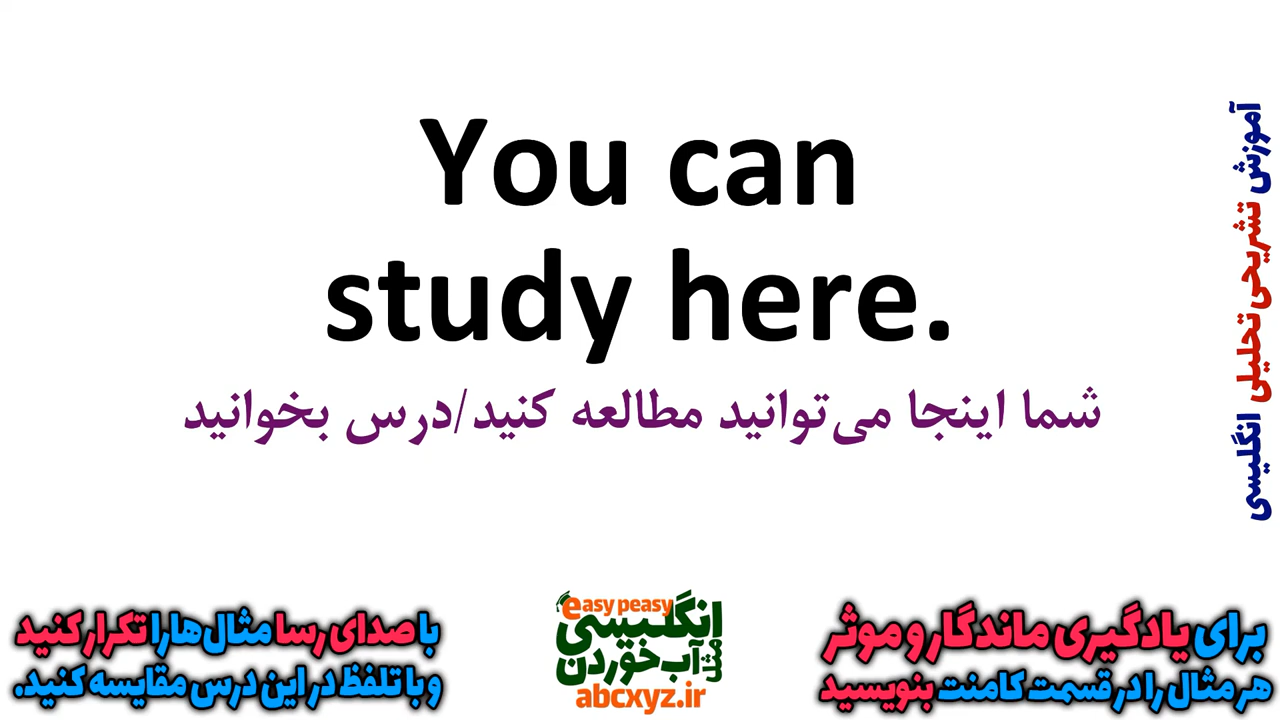 You can
study here.
شما اینجا می‌توانید مطالعه کنید/درس بخوانید
آموزش تشریحی تحلیلی انگلیسی
برای یادگیری ماندگار و موثر
هر مثال را در قسمت کامنت بنویسید
easy peasy
انگلیسی
مثل آب خوردن
abcxyz.ir
با صدای رسا مثال‌ها را تکرار کنید
و با تلفظ در این درس مقایسه کنید.